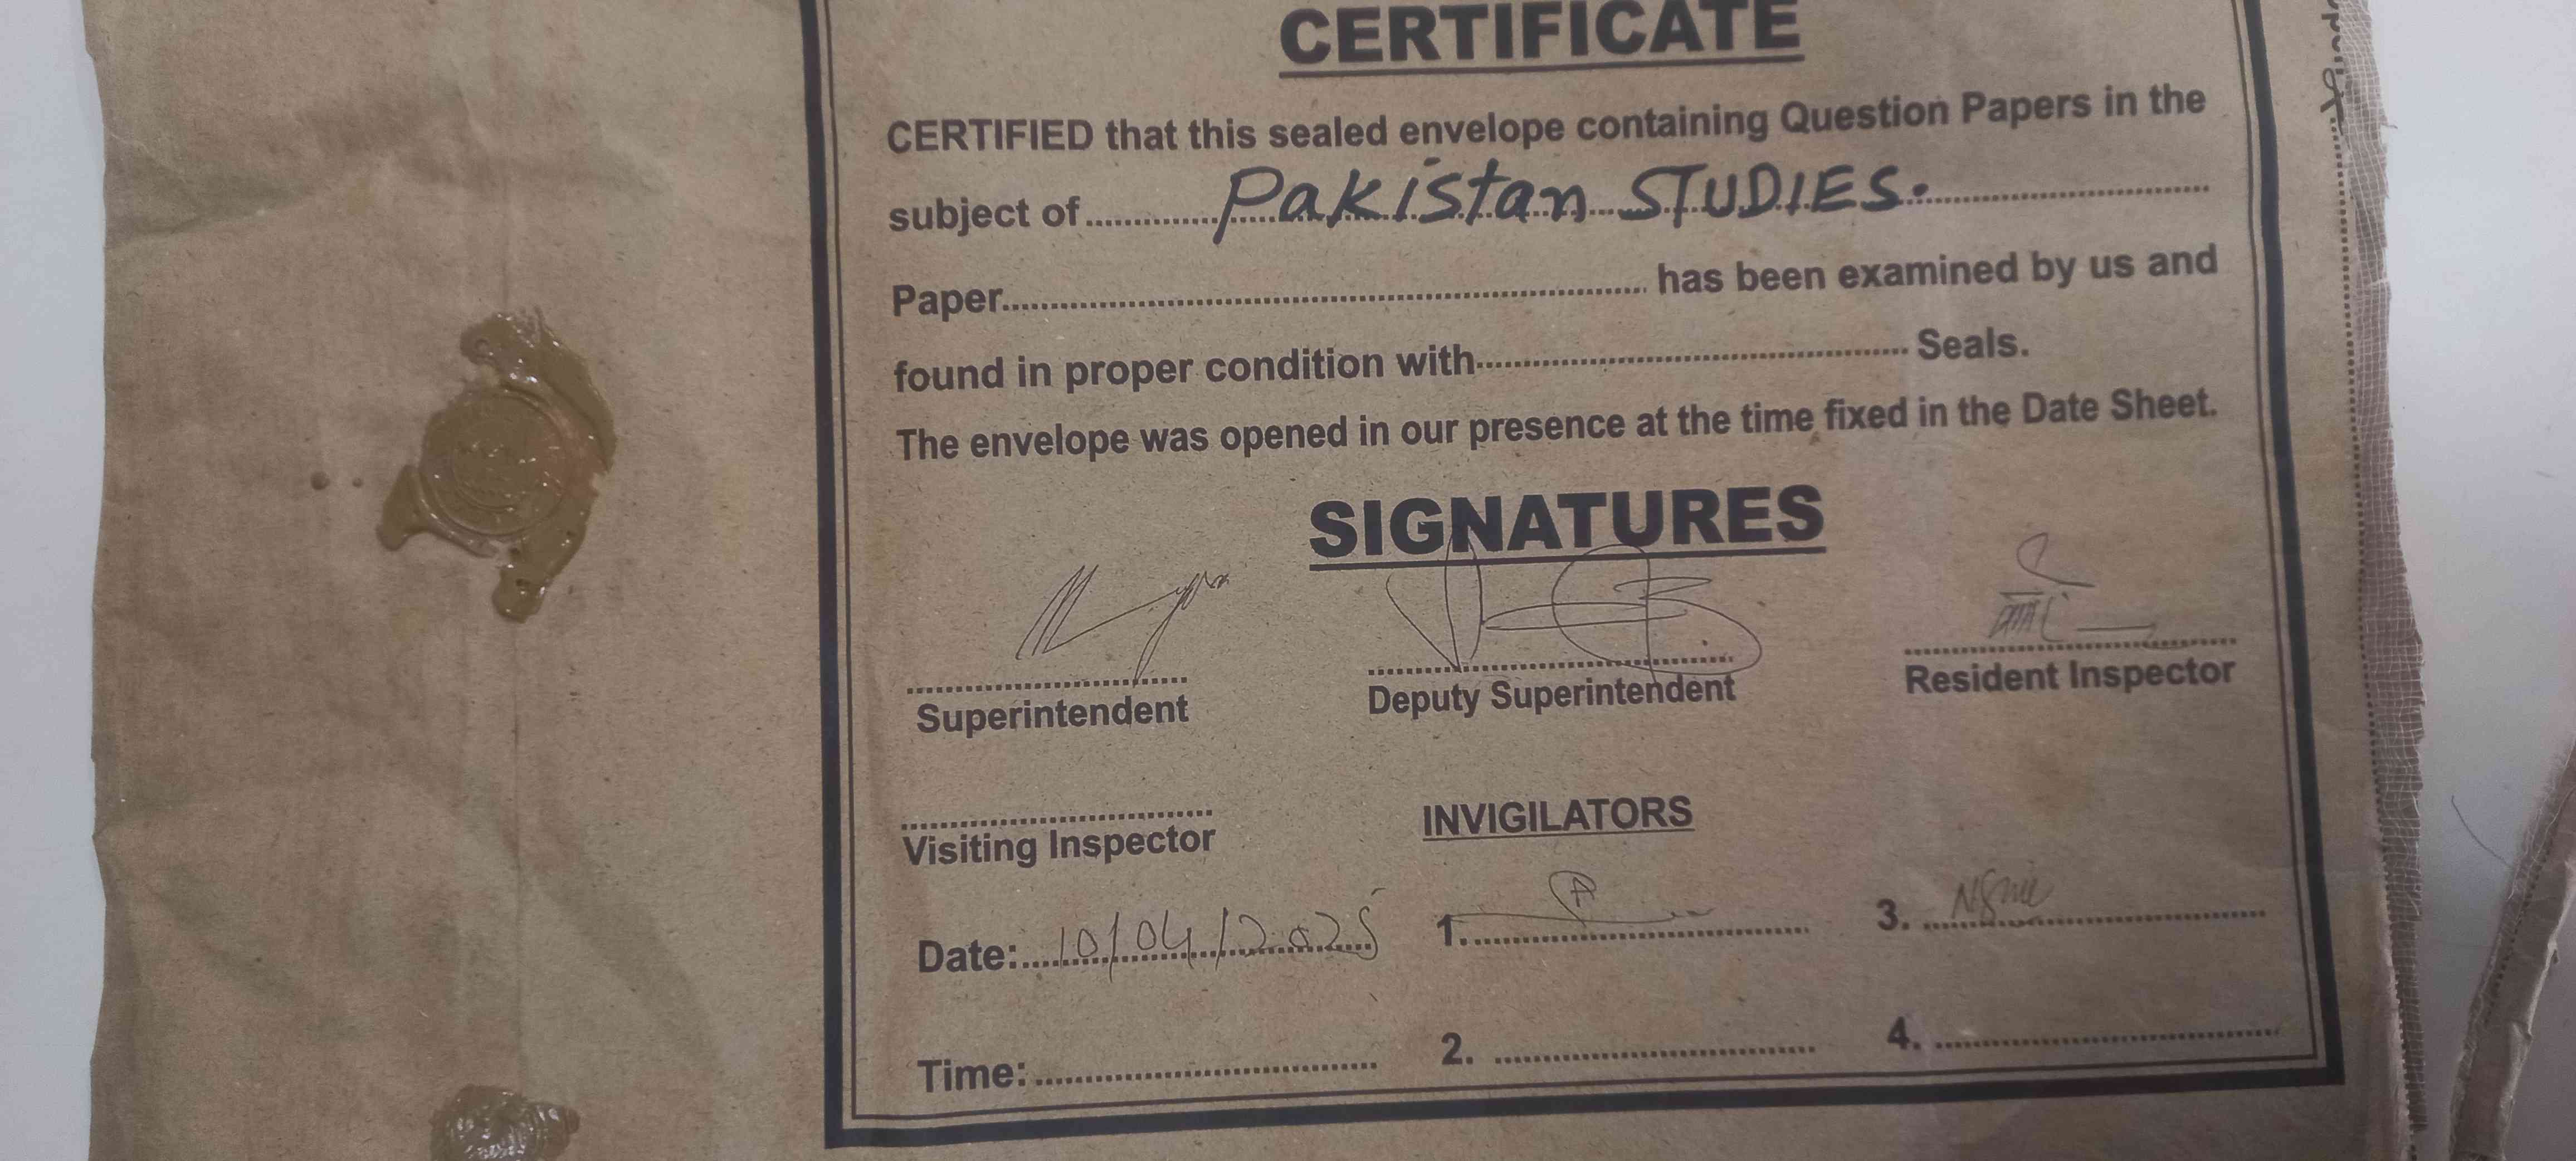 CERTIFICATE
CERTIFIED that this sealed envelope containing Question Papers in the
subject of.............Pakistan STUDIES.............................
Paper................................................................ has been examined by us and
found in proper condition with........................................... Seals.
The envelope was opened in our presence at the time fixed in the Date Sheet.
SIGNATURES
Superintendent
Deputy Superintendent
Resident Inspector
Visiting Inspector
INVIGILATORS
Date: 10/04/2025
1.
3.
Time:
2.
4.